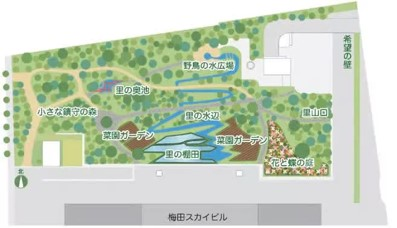 野鳥の水広場
希望の壁
里の奥池
小さな鎮守の森
里の水辺
里山口
菜園ガーデン
菜園ガーデン
里の棚田
花と蝶の庭
北
梅田スカイビル